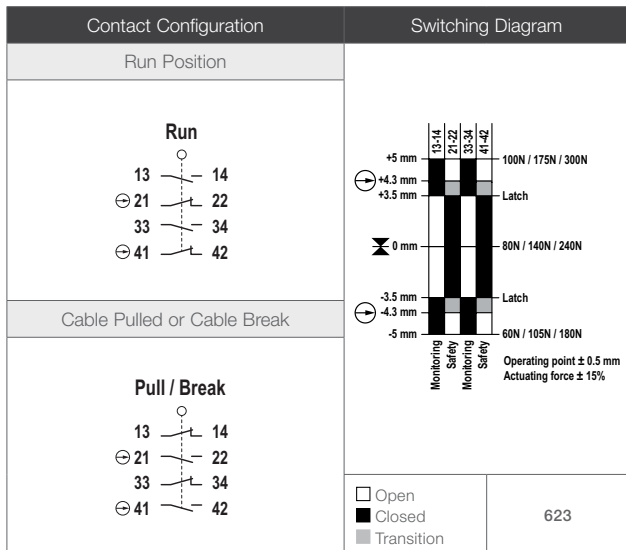 Contact Configuration
Switching Diagram
Run Position
Run
13 14
21 22
33 34
41 42
Cable Pulled or Cable Break
Pull / Break
13 14
21 22
33 34
41 42
13-14 21-22 33-34 41-42
+5 mm 100N / 175N / 300N
+4.3 mm
+3.5 mm Latch
0 mm 80N / 140N / 240N
-3.5 mm Latch
-4.3 mm
-5 mm 60N / 105N / 180N
Monitoring Safety Monitoring Safety
Operating point ± 0.5 mm
Actuating force ± 15%
Open
Closed
Transition
623